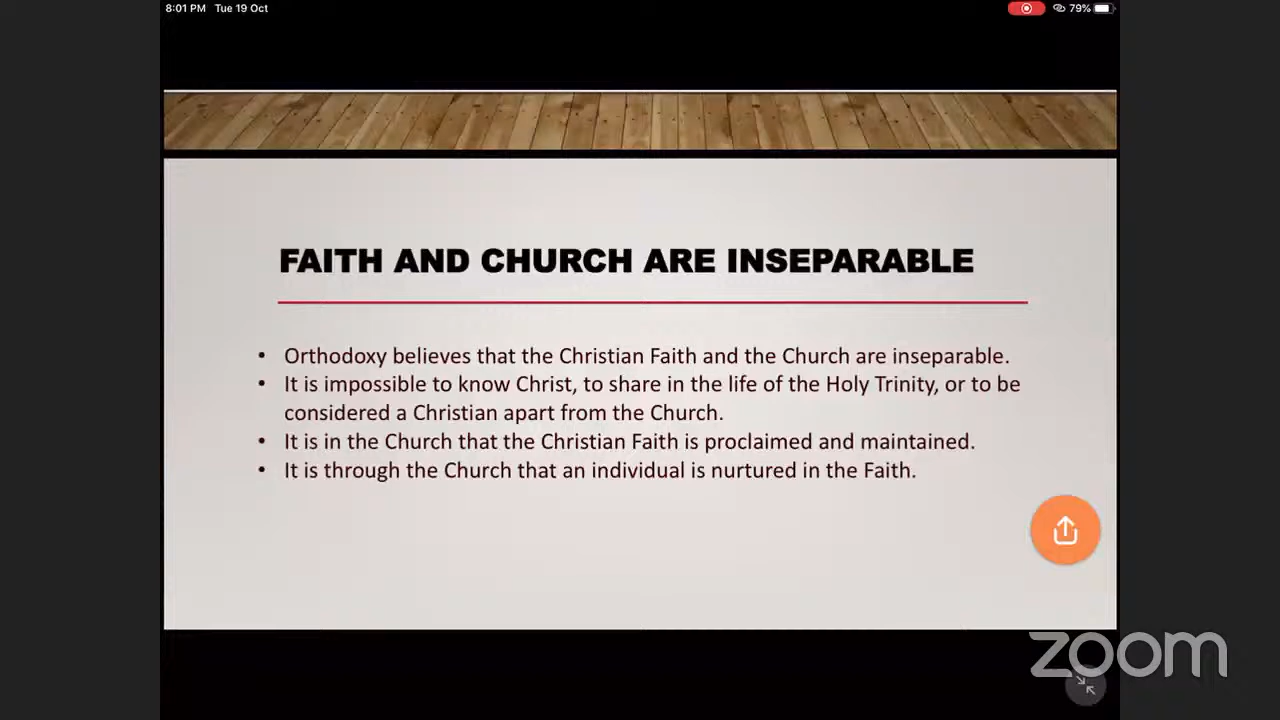 8:01 PM Tue 19 Oct
79%
FAITH AND CHURCH ARE INSEPARABLE
• Orthodoxy believes that the Christian Faith and the Church are inseparable.
• It is impossible to know Christ, to share in the life of the Holy Trinity, or to be
considered a Christian apart from the Church.
• It is in the Church that the Christian Faith is proclaimed and maintained.
• It is through the Church that an individual is nurtured in the Faith.
zoom